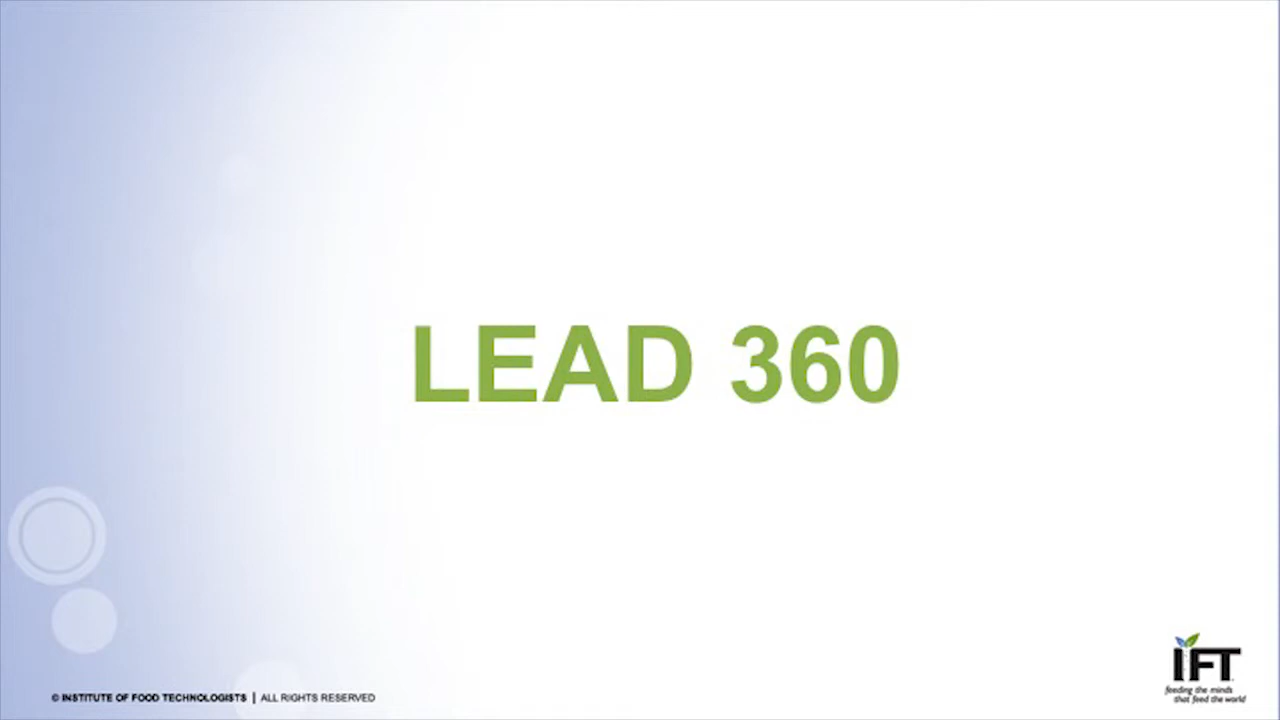 LEAD 360
© INSTITUTE OF FOOD TECHNOLOGISTS | ALL RIGHTS RESERVED
IFT
feeding the minds
that feed the world